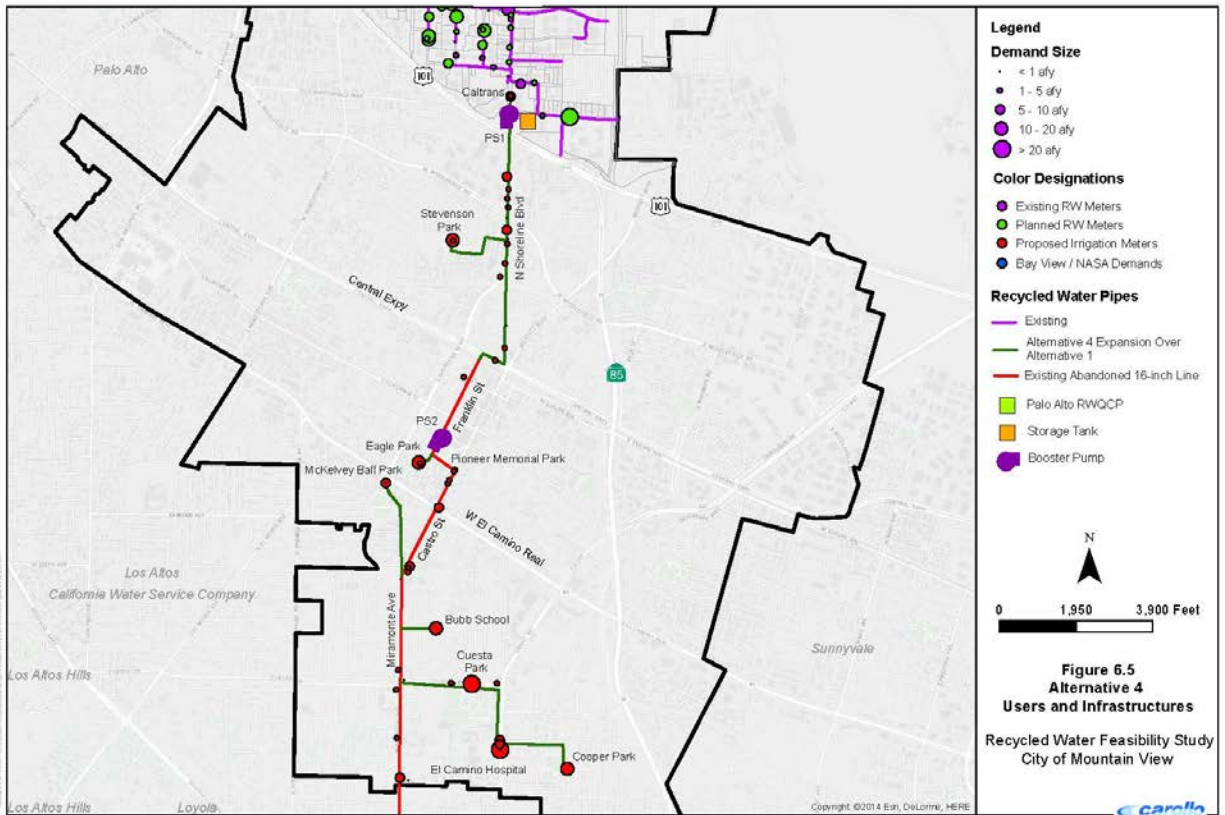 Palo Alto
101
Caltrans
PS1
101
Stevenson
Park
N Shoreline Blvd
Central Expy
85
Franklin St
PS2
Eagle Park
Pioneer Memorial Park
McKelvey Ball Park
W El Camino Real
Castro St
Los Altos
California Water Service Company
Miramonte Ave
Bubb School
Cuesta
Park
Sunnyvale
Los Altos Hills
El Camino Hospital
Cooper Park
Los Altos Hills
Loyola
Copyright ©2014 Esri, DeLorme, HERE
Legend
Demand Size
< 1 afy
1 - 5 afy
5 - 10 afy
10 - 20 afy
> 20 afy
Color Designations
Existing RW Meters
Planned RW Meters
Proposed Irrigation Meters
Bay View / NASA Demands
Recycled Water Pipes
Existing
Alternative 4 Expansion Over
Alternative 1
Existing Abandoned 16-inch Line
Palo Alto RWQCP
Storage Tank
Booster Pump
N
0 1,950 3,900 Feet
Figure 6.5
Alternative 4
Users and Infrastructures
Recycled Water Feasibility Study
City of Mountain View
carollo